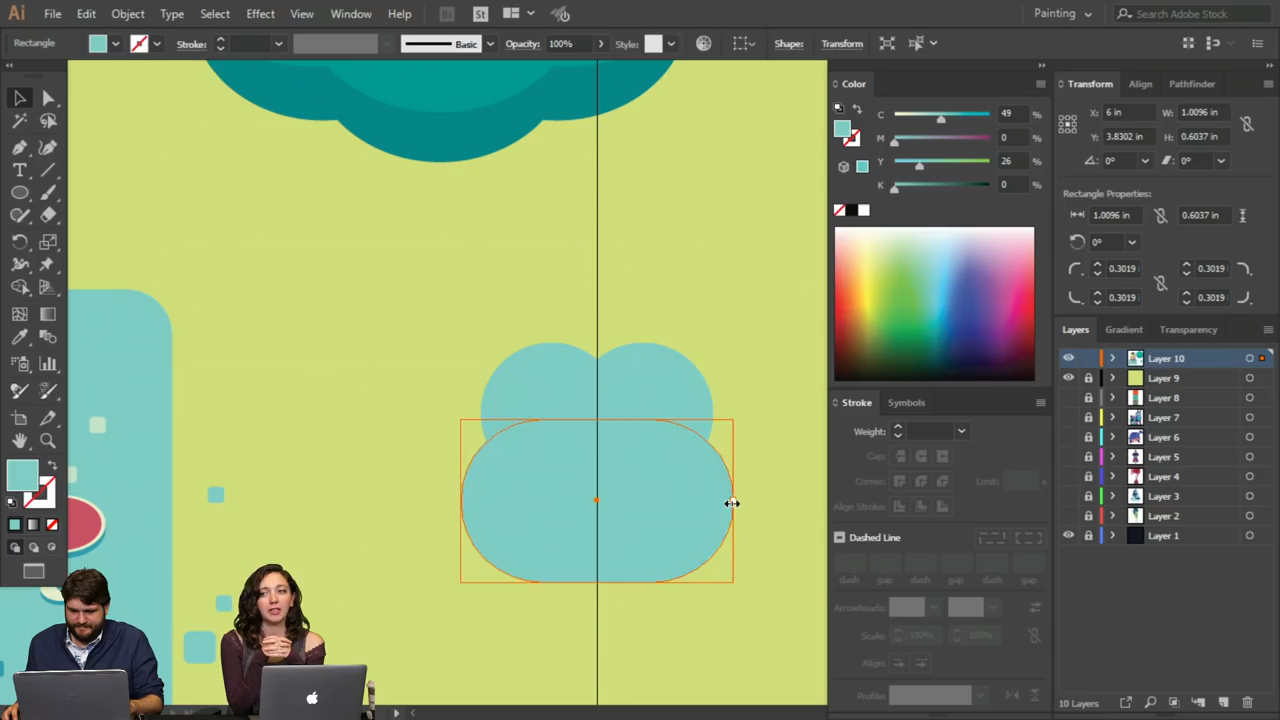 Ai File Edit Object Type Select Effect View Window Help Br St Painting Search Adobe Stock
Rectangle Stroke: Basic Opacity: 100% Style: Shape: Transform
Color
C 49 %
M 0 %
Y 26 %
K 0 %
Transform Align Pathfinder
X: 6 in W: 1.0096 in
Y: 3.8302 in H: 0.6037 in
0° 0°
Rectangle Properties:
1.0096 in 0.6037 in
0°
0.3019 0.3019
0.3019 0.3019
Layers Gradient Transparency
Layer 10
Layer 9
Layer 8
Layer 7
Layer 6
Layer 5
Layer 4
Layer 3
Layer 2
Layer 1
10 Layers
Stroke Symbols
Weight:
Cap:
Corner: Limit: x
Align Stroke:
Dashed Line
dash gap dash gap dash gap
Arrowheads:
Scale: 100% 100%
Align:
Profile: